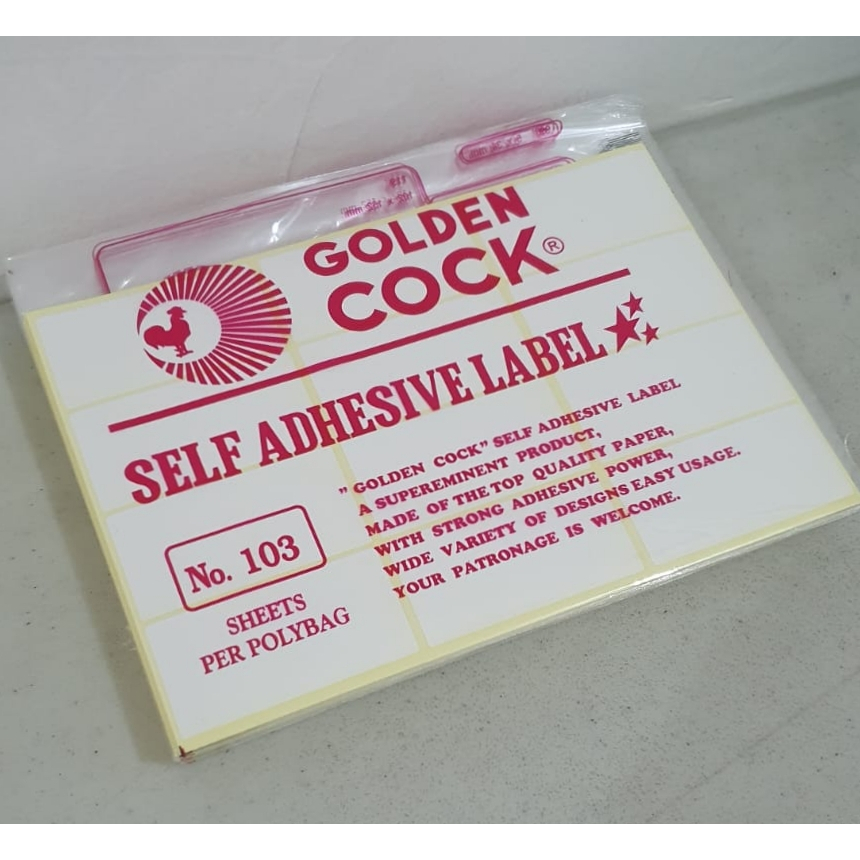 GOLDEN
COCK®
SELF ADHESIVE LABEL
" GOLDEN COCK" SELF ADHESIVE LABEL
A SUPEREMINENT PRODUCT,
MADE OF THE TOP QUALITY PAPER,
WITH STRONG ADHESIVE POWER,
WIDE VARIETY OF DESIGNS EASY USAGE.
YOUR PATRONAGE IS WELCOME.
No. 103
SHEETS
PER POLYBAG